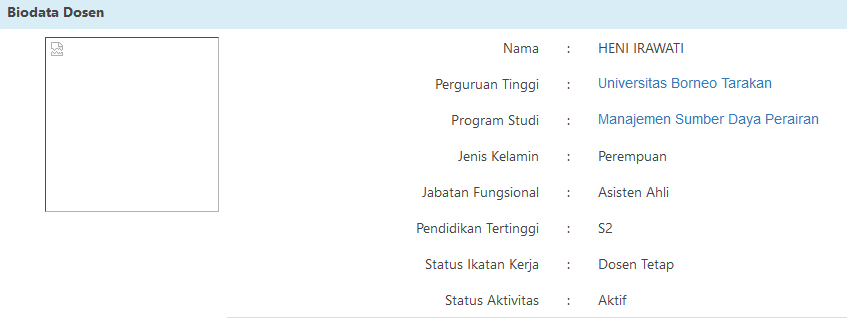 Biodata Dosen
Nama : HENI IRAWATI
Perguruan Tinggi : Universitas Borneo Tarakan
Program Studi : Manajemen Sumber Daya Perairan
Jenis Kelamin : Perempuan
Jabatan Fungsional : Asisten Ahli
Pendidikan Tertinggi : S2
Status Ikatan Kerja : Dosen Tetap
Status Aktivitas : Aktif